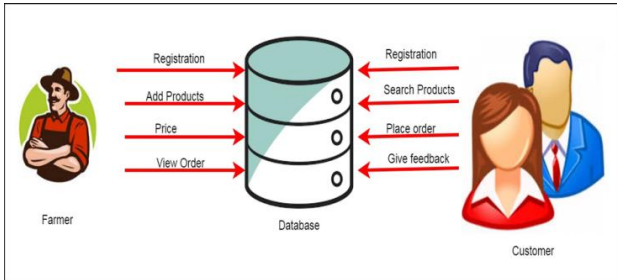 Registration
Add Products
Price
View Order
Farmer
Database
Registration
Search Products
Place order
Give feedback
Customer